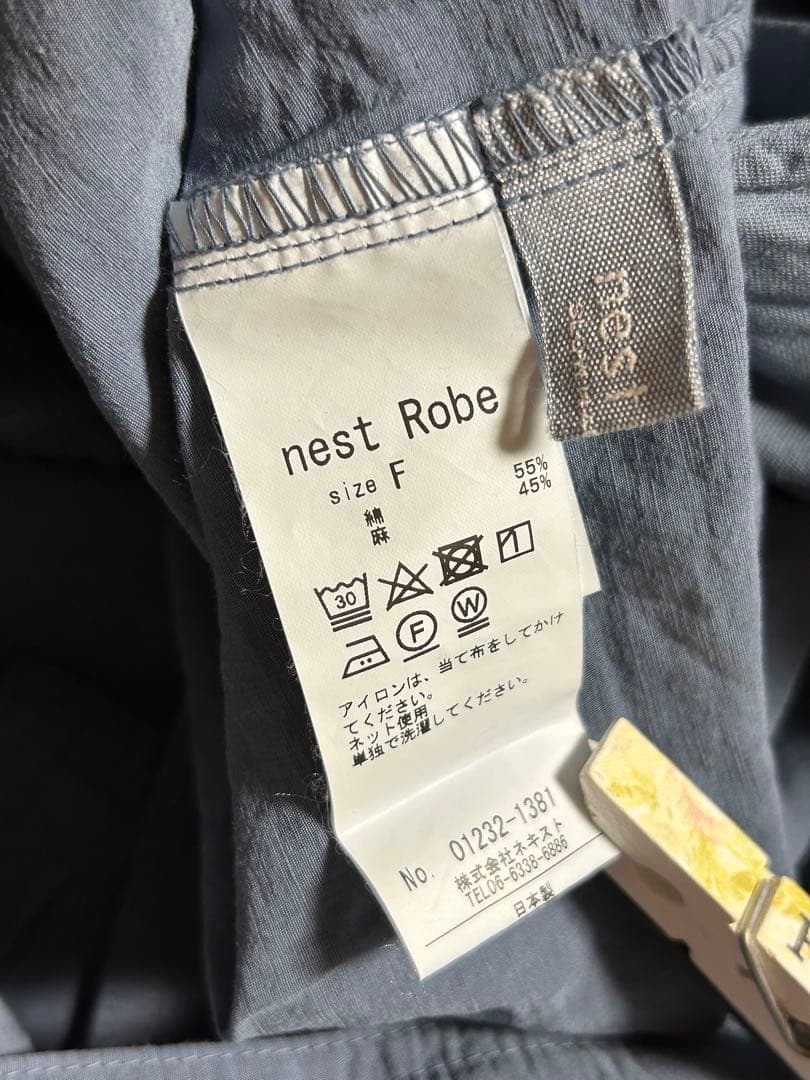 nest Robe
size F
綿 55%
麻 45%
30
F W
アイロンは、当て布をしてかけ
てください。
ネット使用
単独で洗濯してください。
No. 01232-1381
株式会社ネキスト
TEL06-6338-6886
日本製
nest